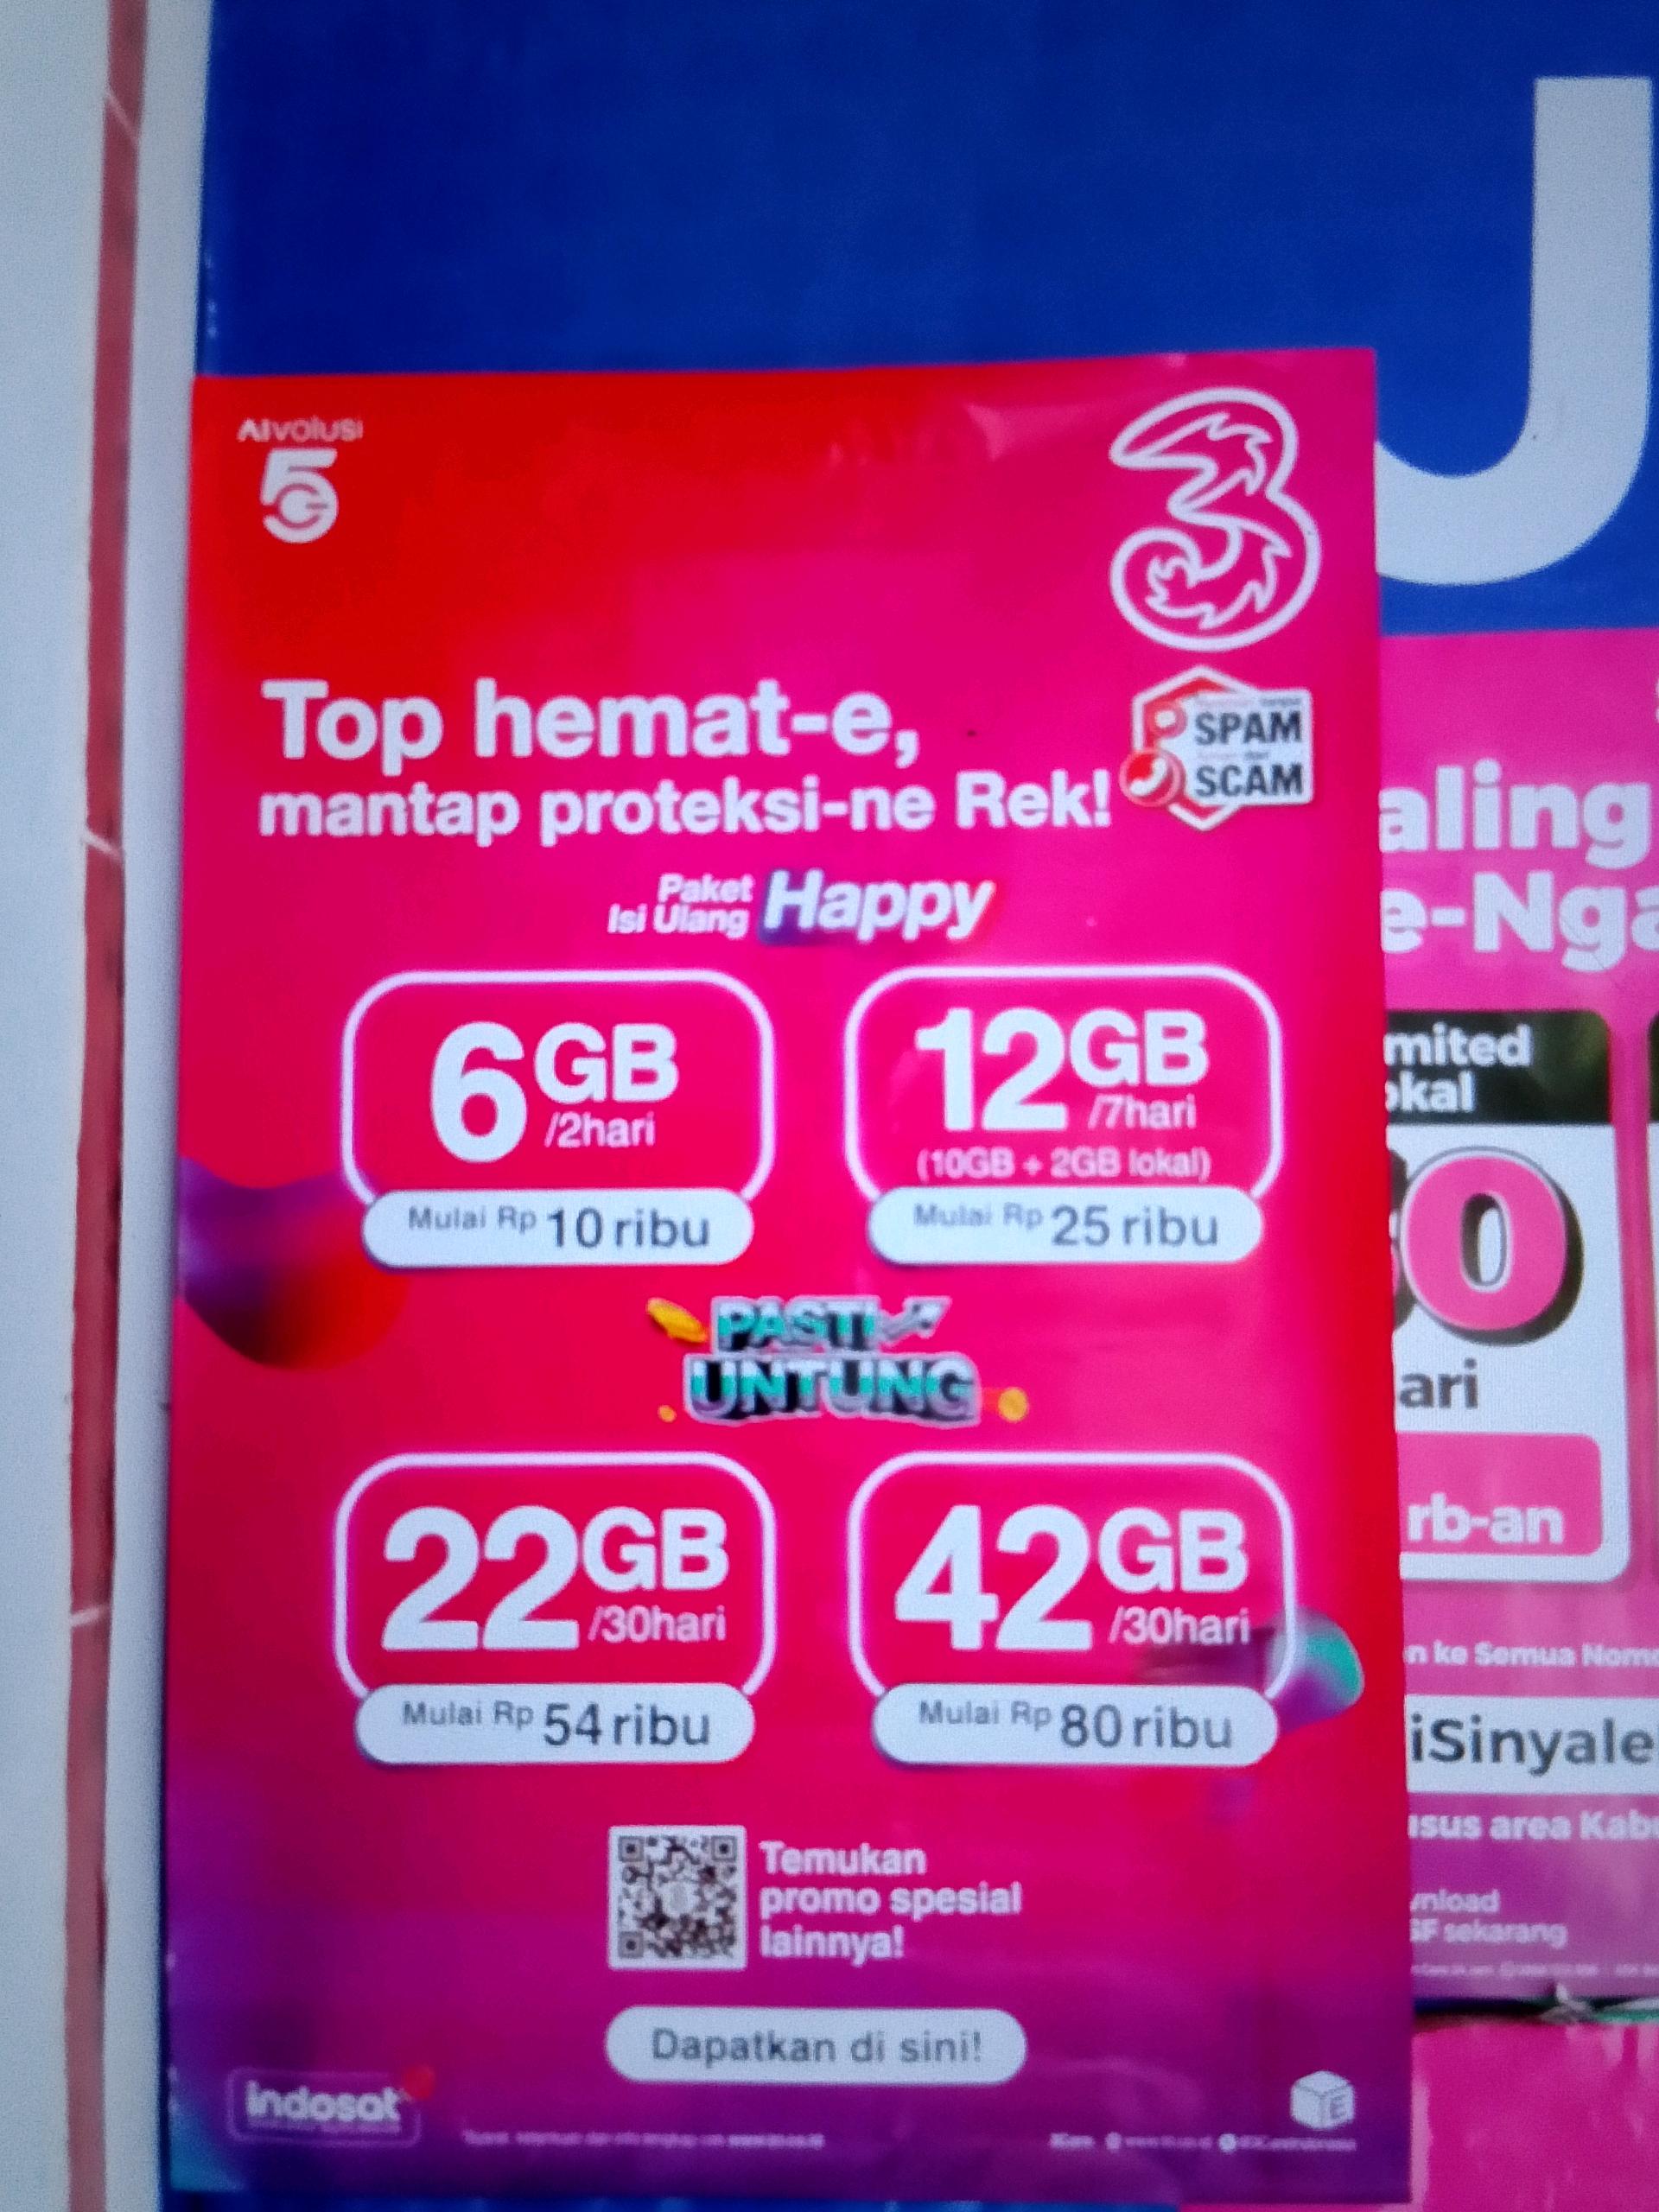 AIvolusi
5G
3
Top hemat-e,
mantap proteksi-ne Rek!
SPAM
SCAM
Paket
Isi Ulang
Happy
6GB
/2hari
Mulai Rp 10 ribu
12GB
/7hari
(10GB + 2GB lokal)
Mulai Rp 25 ribu
PASTI
UNTUNG
22GB
/30hari
Mulai Rp 54 ribu
42GB
/30hari
Mulai Rp 80 ribu
Temukan
promo spesial
lainnya!
Dapatkan di sini!
indosat
E
U
aling
e-Nga
mited
okal
0
ari
rb-an
n ke Semua Nomo
iSinyale
usus area Kabu
wnload
sekarang